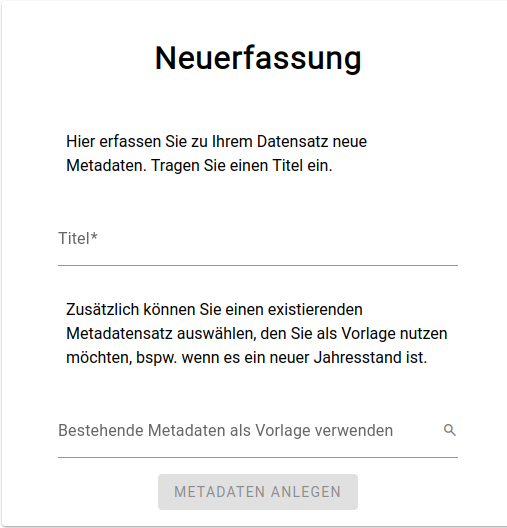 Neuerfassung
Hier erfassen Sie zu Ihrem Datensatz neue
Metadaten. Tragen Sie einen Titel ein.
Titel*
Zusätzlich können Sie einen existierenden
Metadatensatz auswählen, den Sie als Vorlage nutzen
möchten, bspw. wenn es ein neuer Jahresstand ist.
Bestehende Metadaten als Vorlage verwenden
METADATEN ANLEGEN